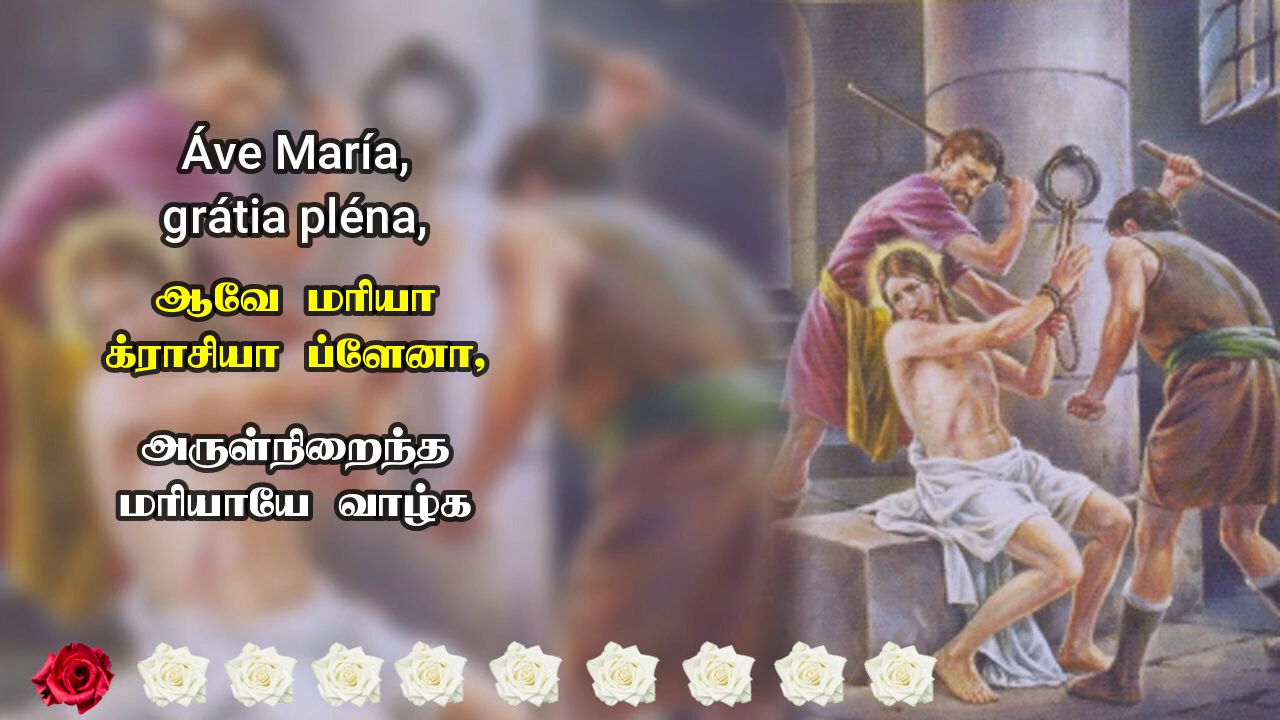 Áve María,
grátia pléna,
ஆவே மரியா
க்ராசியா ப்ளேனா,
அருள்நிறைந்த
மரியாயே வாழ்க